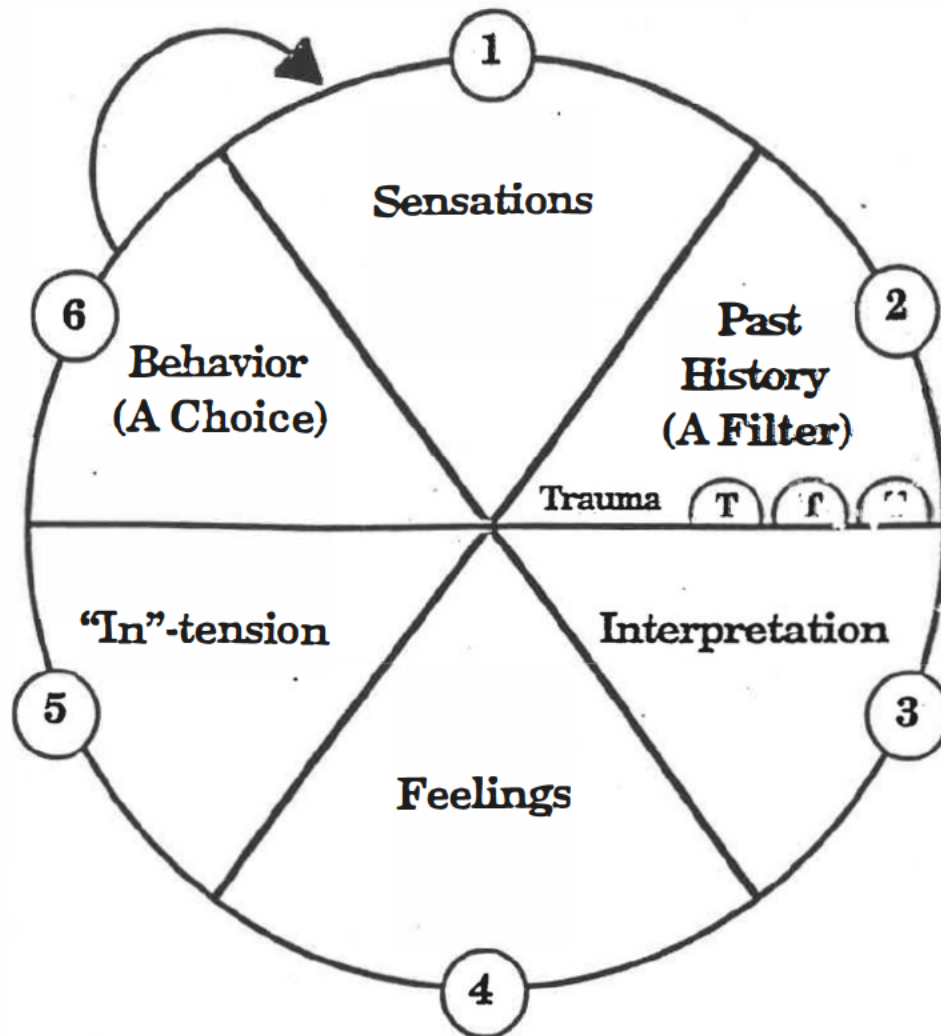 1
Sensations
2
Past
History
(A Filter)
Trauma T
Interpretation
3
Feelings
4
"In"-tension
5
6
Behavior
(A Choice)